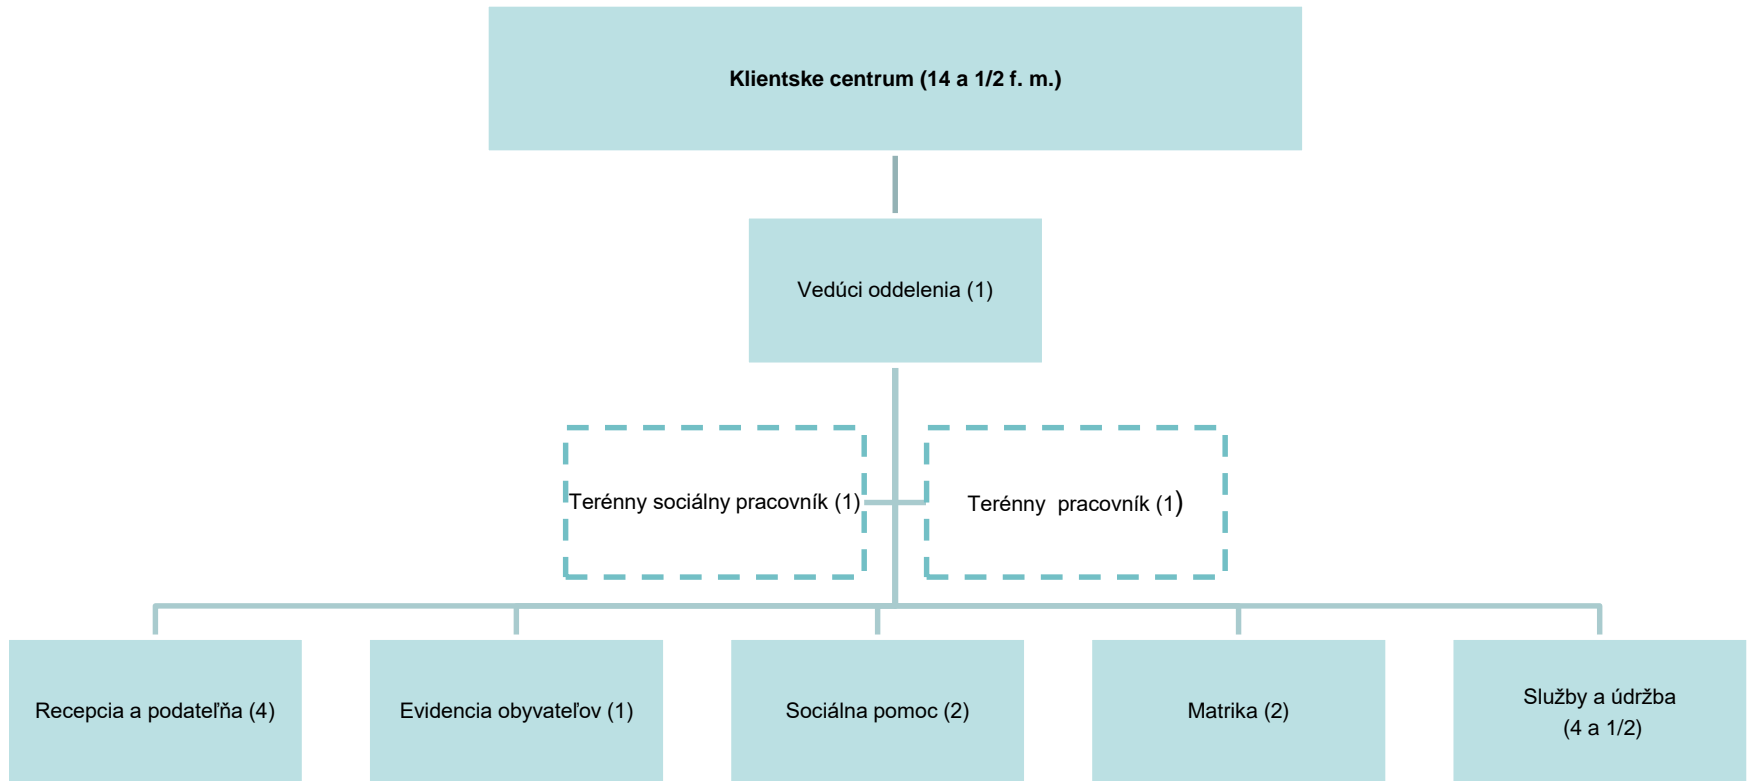 Klientske centrum (14 a 1/2 f. m.)
Vedúci oddelenia (1)
Terénny sociálny pracovník (1)
Terénny  pracovník (1)
Recepcia a podateľňa (4)
Evidencia obyvateľov (1)
Sociálna pomoc (2)
Matrika (2)
Služby a údržba
(4 a 1/2)